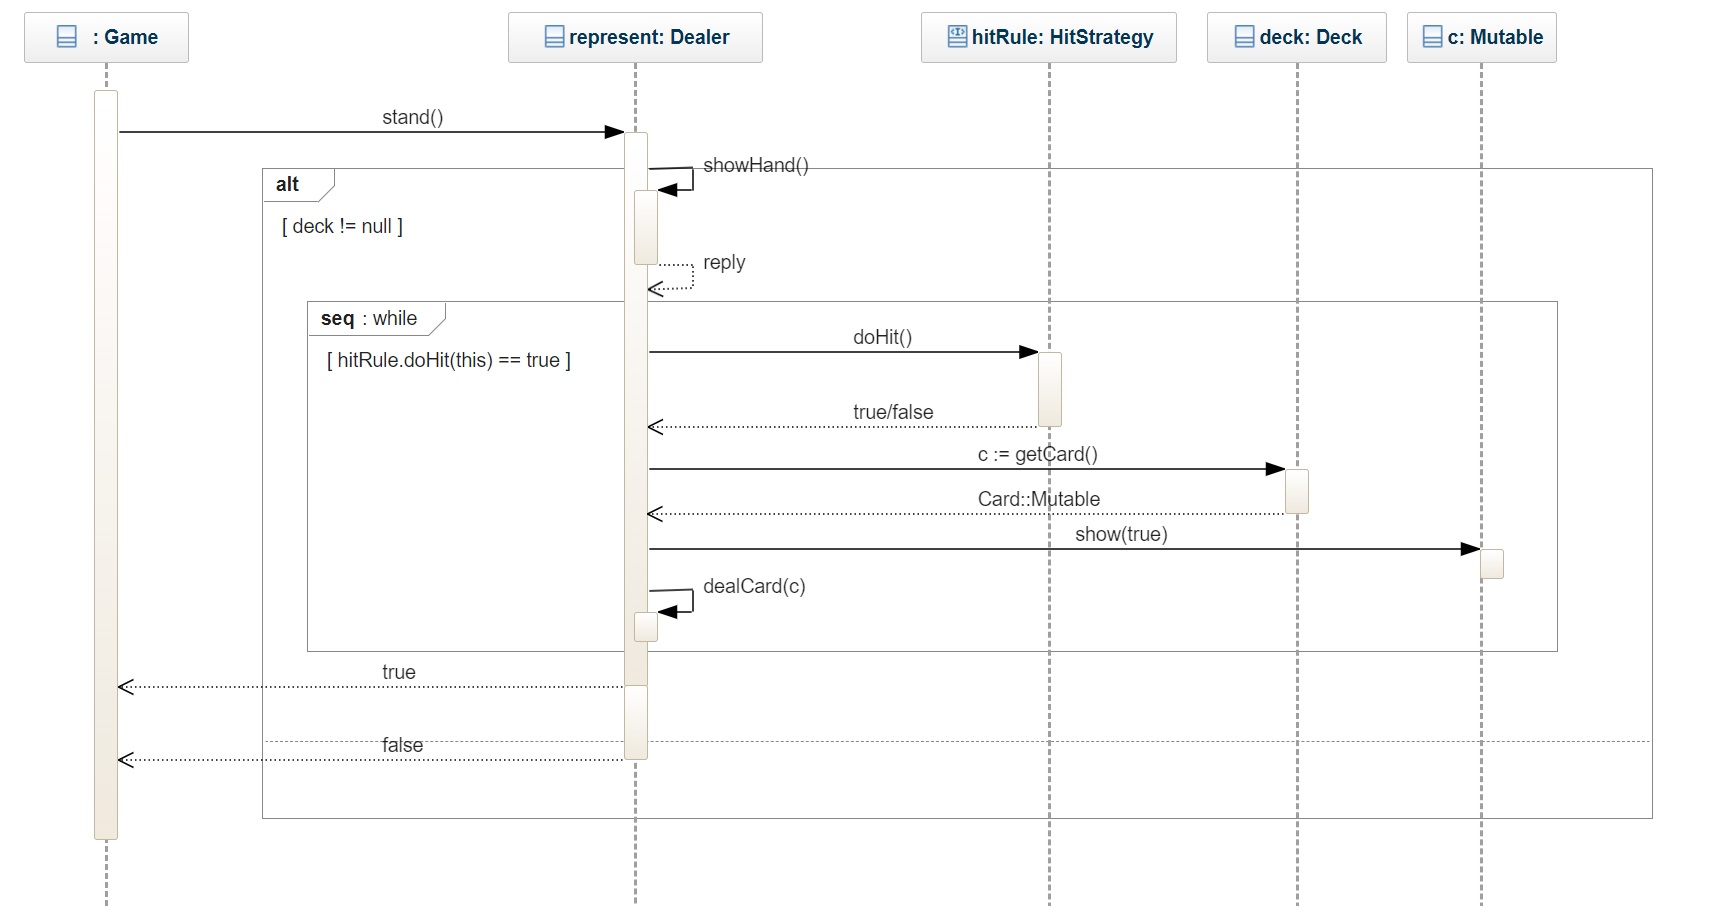 : Game
represent: Dealer
hitRule: HitStrategy
deck: Deck
c: Mutable
stand()
showHand()
alt
[ deck != null ]
reply
seq : while
doHit()
[ hitRule.doHit(this) == true ]
true/false
c := getCard()
Card::Mutable
show(true)
dealCard(c)
true
false